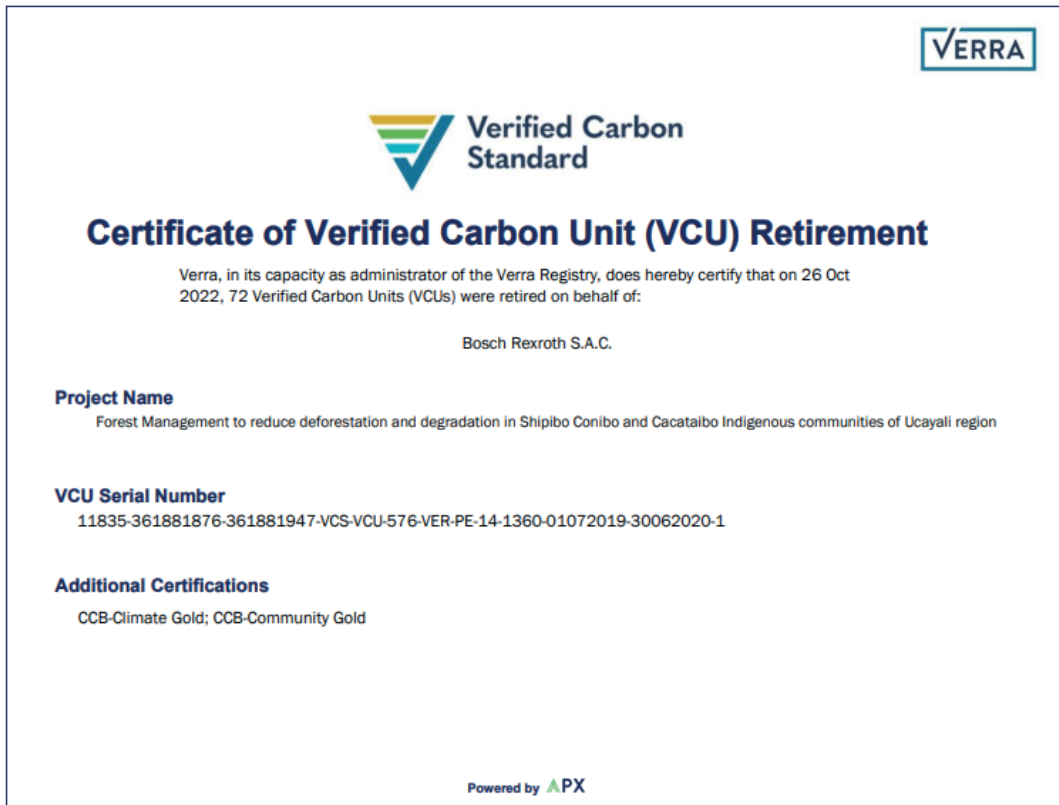 VERRA
Verified Carbon
Standard
Certificate of Verified Carbon Unit (VCU) Retirement
Verra, in its capacity as administrator of the Verra Registry, does hereby certify that on 26 Oct
2022, 72 Verified Carbon Units (VCUs) were retired on behalf of:
Bosch Rexroth S.A.C.
Project Name
Forest Management to reduce deforestation and degradation in Shipibo Conibo and Cacataibo Indigenous communities of Ucayali region
VCU Serial Number
11835-361881876-361881947-VCS-VCU-576-VER-PE-14-1360-01072019-30062020-1
Additional Certifications
CCB-Climate Gold; CCB-Community Gold
Powered by APX